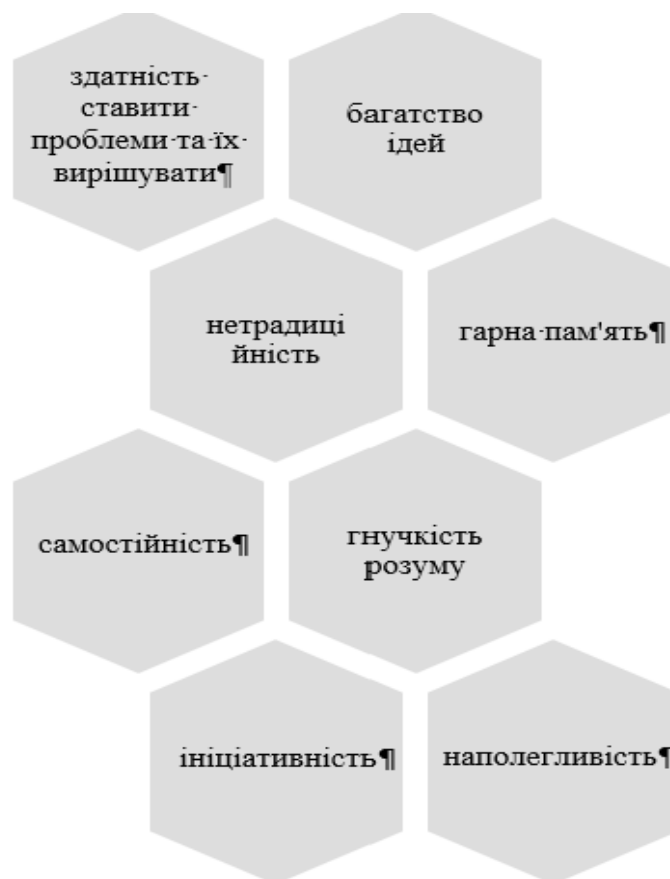 здатність·
ставити·
проблеми·та·їх·
вирішувати¶
багатство
ідей
нетрадиці
йність
гарна·пам'ять¶
самостійність¶
гнучкість
розуму
ініціативність¶
наполегливість¶